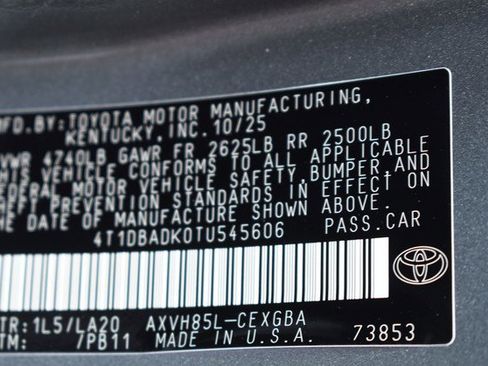 MFD.BY: TOYOTA MOTOR MANUFACTURING,
KENTUCKY, INC. 10/25
GVWR 4740LB GAWR FR 2625LB RR 2500LB
THIS VEHICLE CONFORMS TO ALL APPLICABLE
FEDERAL MOTOR VEHICLE SAFETY, BUMPER, AND
THEFT PREVENTION STANDARDS IN EFFECT ON
THE DATE OF MANUFACTURE SHOWN ABOVE.
4T1DBADK0TU545606 PASS.CAR
TR: 1L5/LA20 AXVH85L-CEXGBA
TM: /PB11 MADE IN U.S.A. 73853